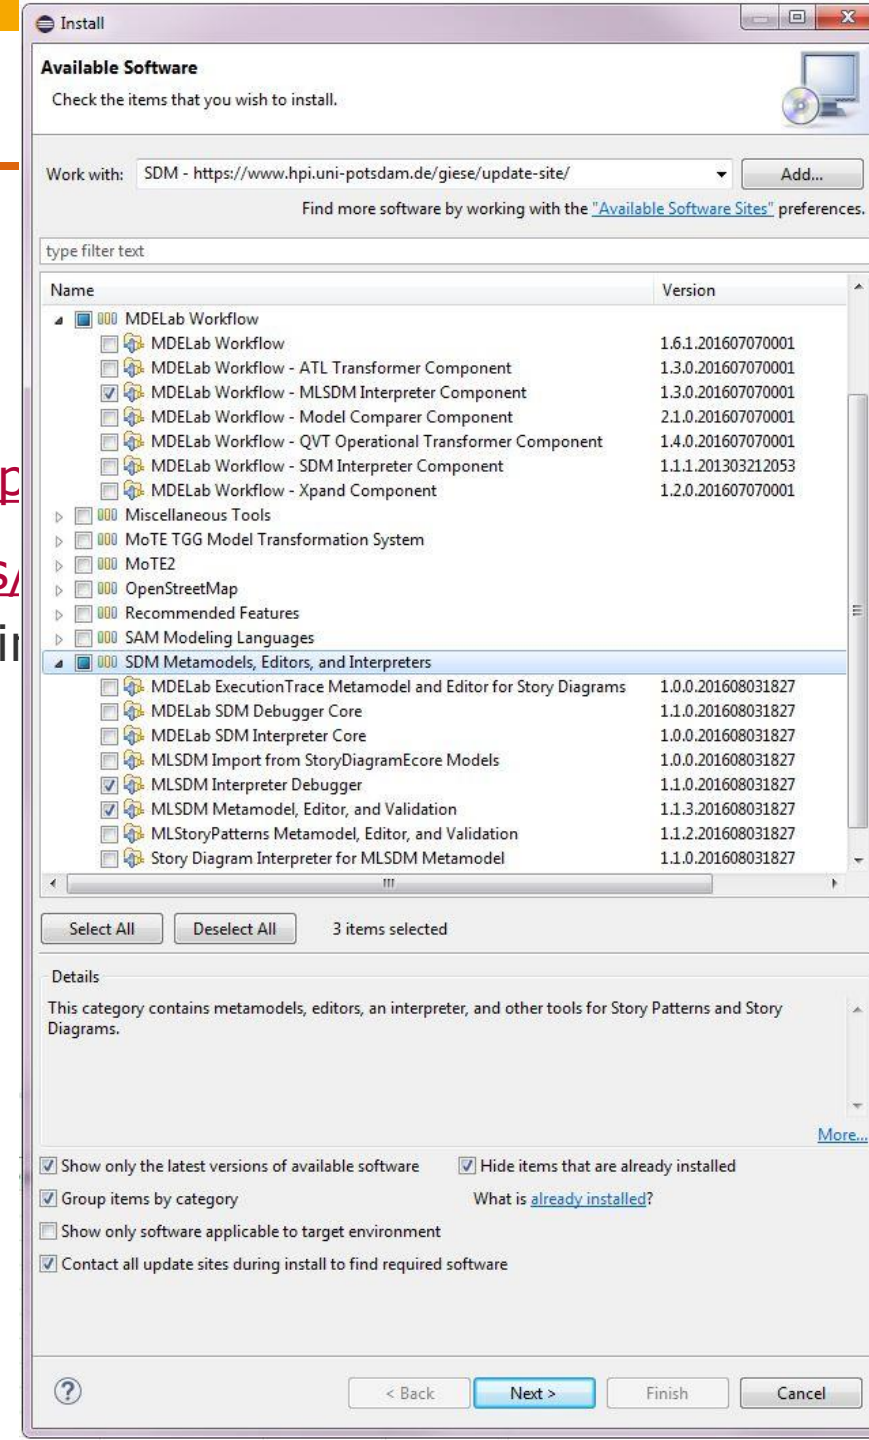 Install
Available Software
Check the items that you wish to install.
Work with: SDM - https://www.hpi.uni-potsdam.de/giese/update-site/ Add...
Find more software by working with the "Available Software Sites" preferences.
type filter text
Name Version
MDELab Workflow
MDELab Workflow 1.6.1.201607070001
MDELab Workflow - ATL Transformer Component 1.3.0.201607070001
MDELab Workflow - MLSDM Interpreter Component 1.3.0.201607070001
MDELab Workflow - Model Comparer Component 2.1.0.201607070001
MDELab Workflow - QVT Operational Transformer Component 1.4.0.201607070001
MDELab Workflow - SDM Interpreter Component 1.1.1.201303212053
MDELab Workflow - Xpand Component 1.2.0.201607070001
Miscellaneous Tools
MoTE TGG Model Transformation System
MoTE2
OpenStreetMap
Recommended Features
SAM Modeling Languages
SDM Metamodels, Editors, and Interpreters
MDELab ExecutionTrace Metamodel and Editor for Story Diagrams 1.0.0.201608031827
MDELab SDM Debugger Core 1.1.0.201608031827
MDELab SDM Interpreter Core 1.0.0.201608031827
MLSDM Import from StoryDiagramEcore Models 1.0.0.201608031827
MLSDM Interpreter Debugger 1.1.0.201608031827
MLSDM Metamodel, Editor, and Validation 1.1.3.201608031827
MLStoryPatterns Metamodel, Editor, and Validation 1.1.2.201608031827
Story Diagram Interpreter for MLSDM Metamodel 1.1.0.201608031827
Select All Deselect All 3 items selected
Details
This category contains metamodels, editors, an interpreter, and other tools for Story Patterns and Story
Diagrams.
More...
Show only the latest versions of available software Hide items that are already installed
Group items by category What is already installed?
Show only software applicable to target environment
Contact all update sites during install to find required software
? < Back Next > Finish Cancel